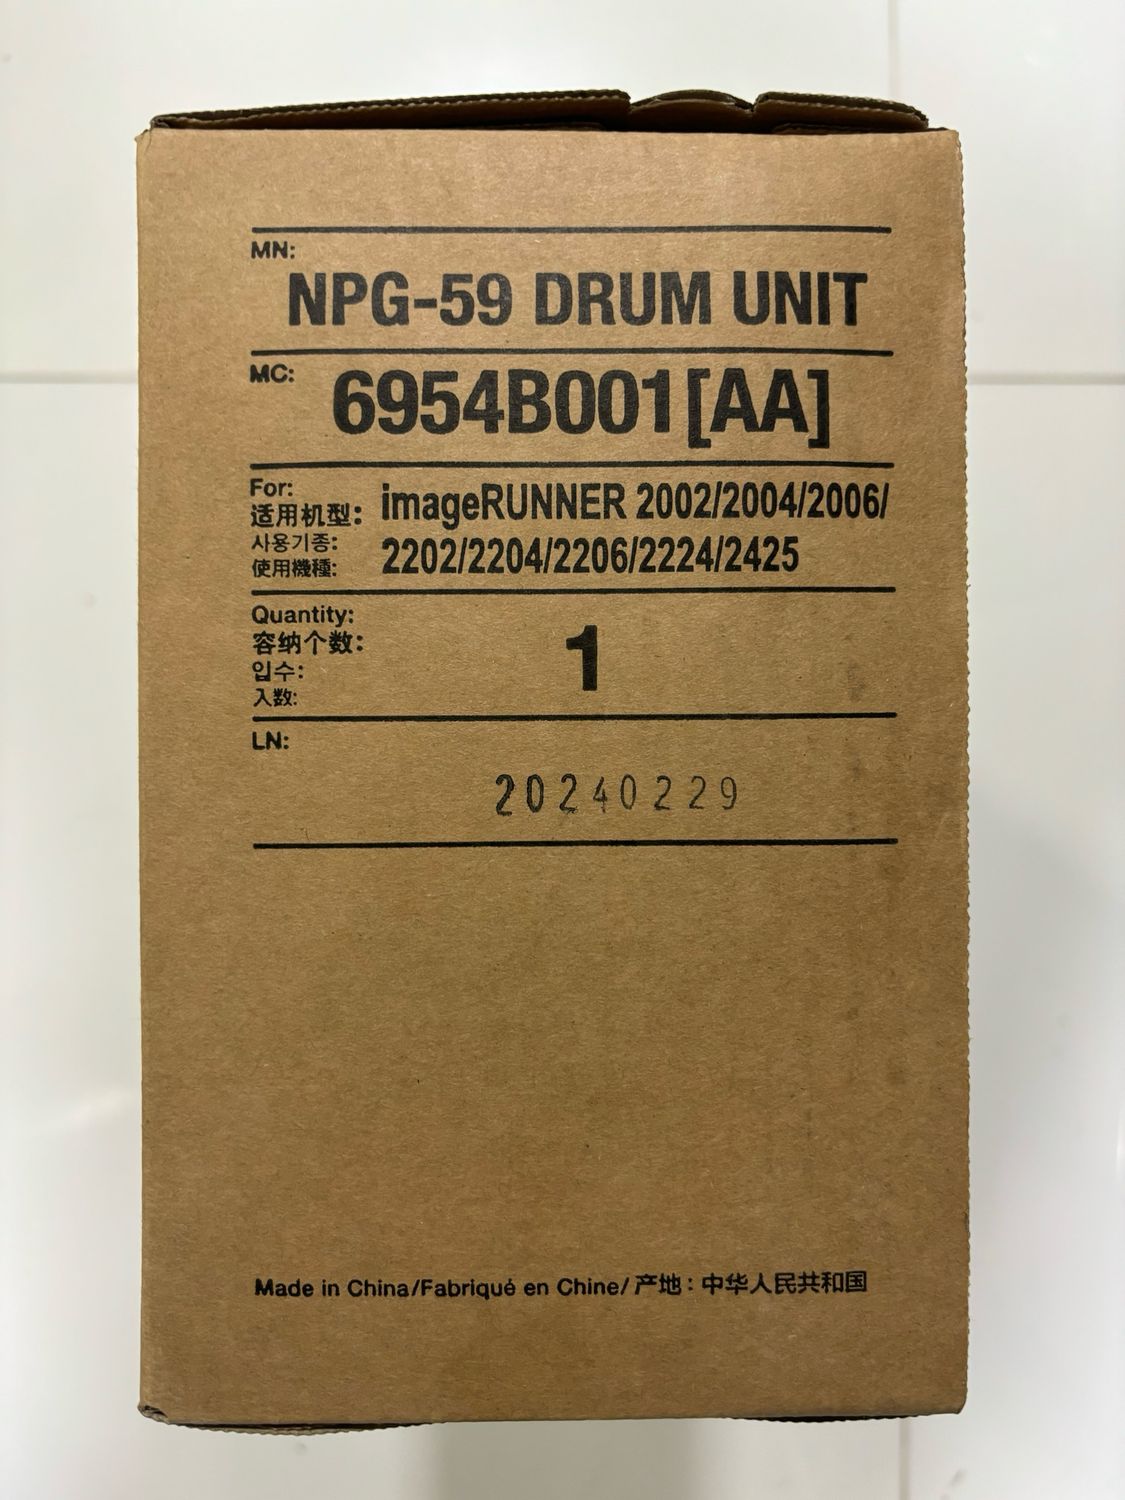 MN:
NPG-59 DRUM UNIT
MC:
6954B001[AA]
For:
适用机型:
사용기종:
使用機種:
imageRUNNER 2002/2004/2006/
2202/2204/2206/2224/2425
Quantity:
容纳个数:
입수:
入数:
1
LN:
20240229
Made in China/Fabriqué en Chine/产地:中华人民共和国